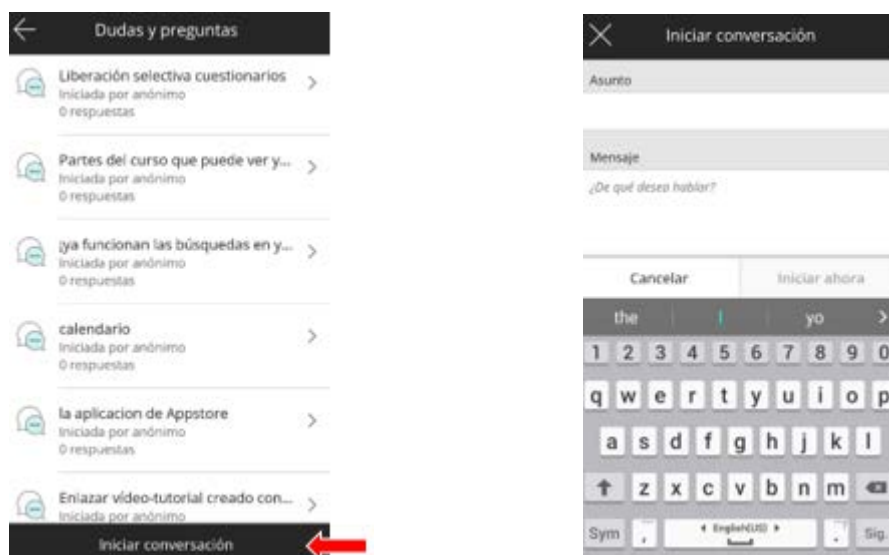 Dudas y preguntas
Liberación selectiva cuestionarios
Iniciada por anónimo
0 respuestas
Partes del curso que puede ver y...
Iniciada por anónimo
0 respuestas
¡ya funcionan las búsquedas en y...
Iniciada por anónimo
0 respuestas
calendario
Iniciada por anónimo
0 respuestas
la aplicacion de Appstore
Iniciada por anónimo
0 respuestas
Enlazar vídeo-tutorial creado con...
Iniciada por anónimo
Iniciar conversación
Iniciar conversación
Asunto
Mensaje
¿De qué desea hablar?
Cancelar Iniciar ahora
the I yo
1 2 3 4 5 6 7 8 9 0
q w e r t y u i o p
a s d f g h j k l
z x c v b n m
Sym , English(US) . Sig.